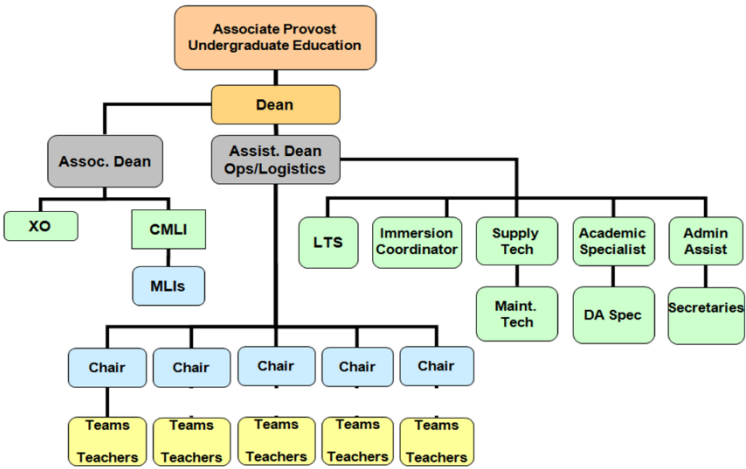 Associate Provost
Undergraduate Education
Dean
Assoc. Dean
Assist. Dean
Ops/Logistics
XO
CMLI
MLIs
LTS
Immersion
Coordinator
Supply
Tech
Academic
Specialist
Admin
Assist
Maint.
Tech
DA Spec
Secretaries
Chair
Chair
Chair
Chair
Chair
Teams
Teachers
Teams
Teachers
Teams
Teachers
Teams
Teachers
Teams
Teachers